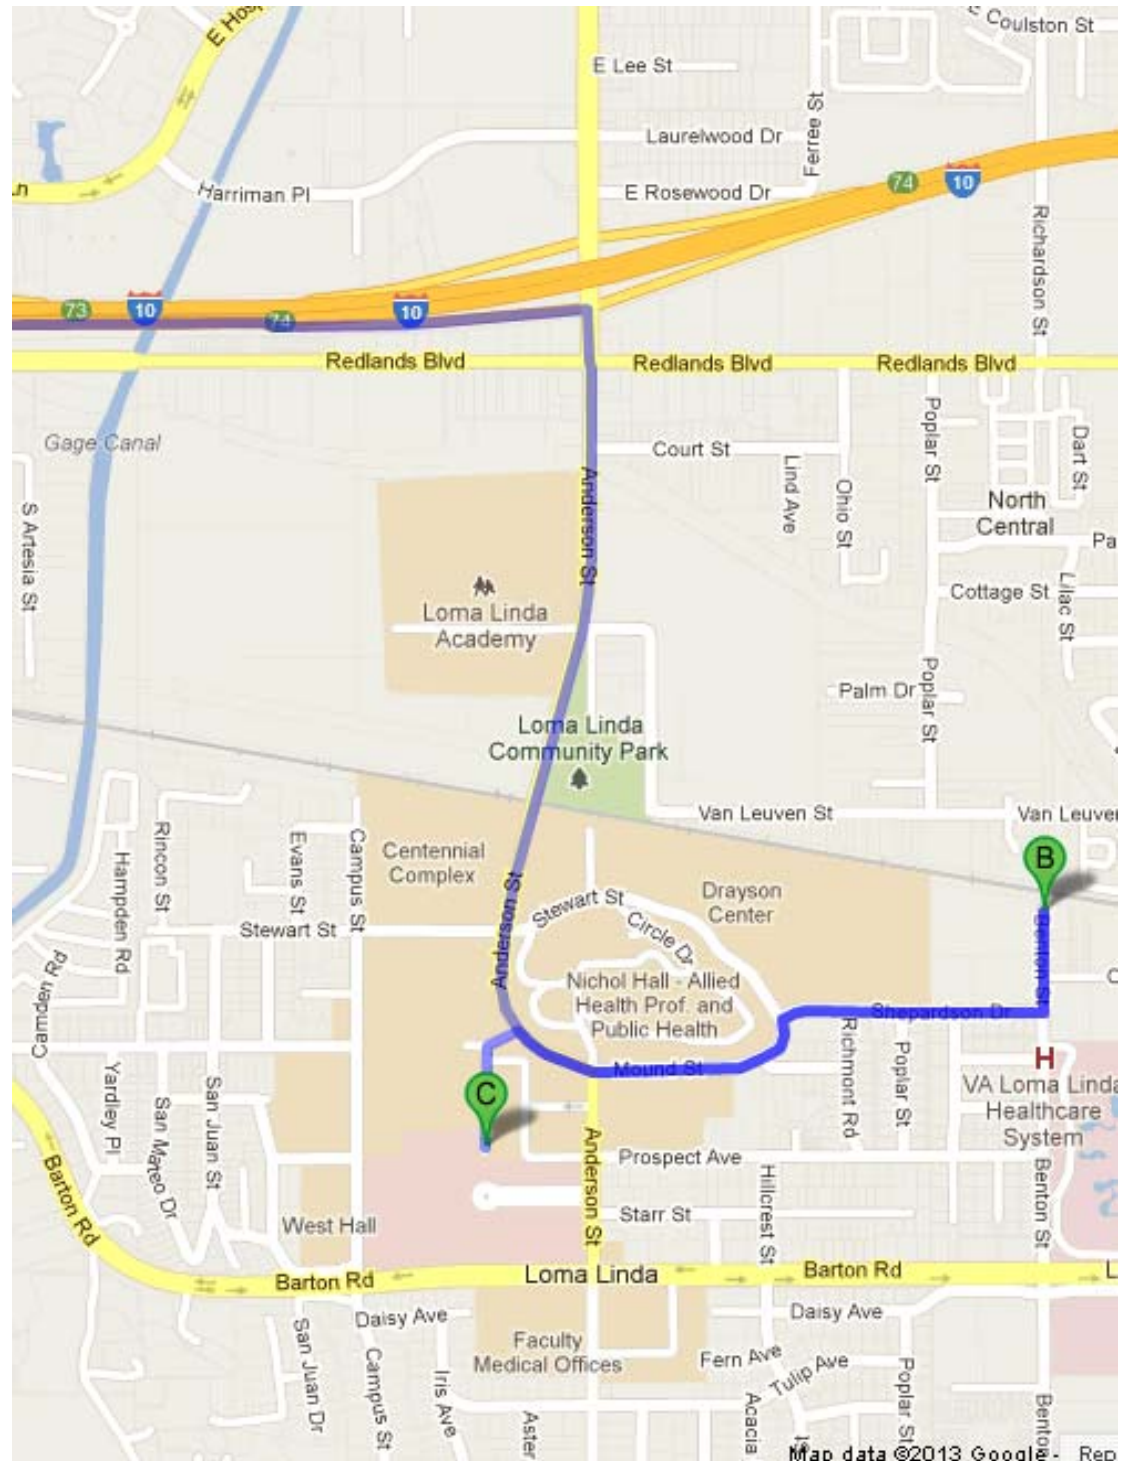 E Hosp
E Coulston St
E Lee St
Ferree St
Laurelwood Dr
Harriman Pl
E Rosewood Dr
74
10
Richardson St
73
10
74
10
Redlands Blvd
Redlands Blvd
Redlands Blvd
Gage Canal
S Artesia St
Anderson St
Court St
Lind Ave
Ohio St
Poplar St
Dart St
North
Central
Pa
Cottage St
Lilac St
Loma Linda
Academy
Palm Dr
Poplar St
Loma Linda
Community Park
Van Leuven St
Van Leuven
B
Rincon St
Hampden Rd
Evans St
Campus St
Centennial
Complex
Anderson St
Drayson
Center
Stewart St
Stewart St
Circle Dr
Nichol Hall - Allied
Health Prof. and
Public Health
Benton St
Shepardson Dr
Campen Rd
Mound St
Richmont Rd
Poplar St
H
VA Loma Linda
Healthcare
System
C
Yardley Pl
San Mateo Dr
San Juan St
Barton Rd
Anderson St
Prospect Ave
Hillcrest St
Benton St
West Hall
Starr St
Barton Rd
Loma Linda
Barton Rd
L
Daisy Ave
Daisy Ave
San Juan Dr
Campus St
Iris Ave
Faculty
Medical Offices
Fern Ave
Tulip Ave
Poplar St
Aster
Acacia
Benton
Map data ©2013 Google - Rep